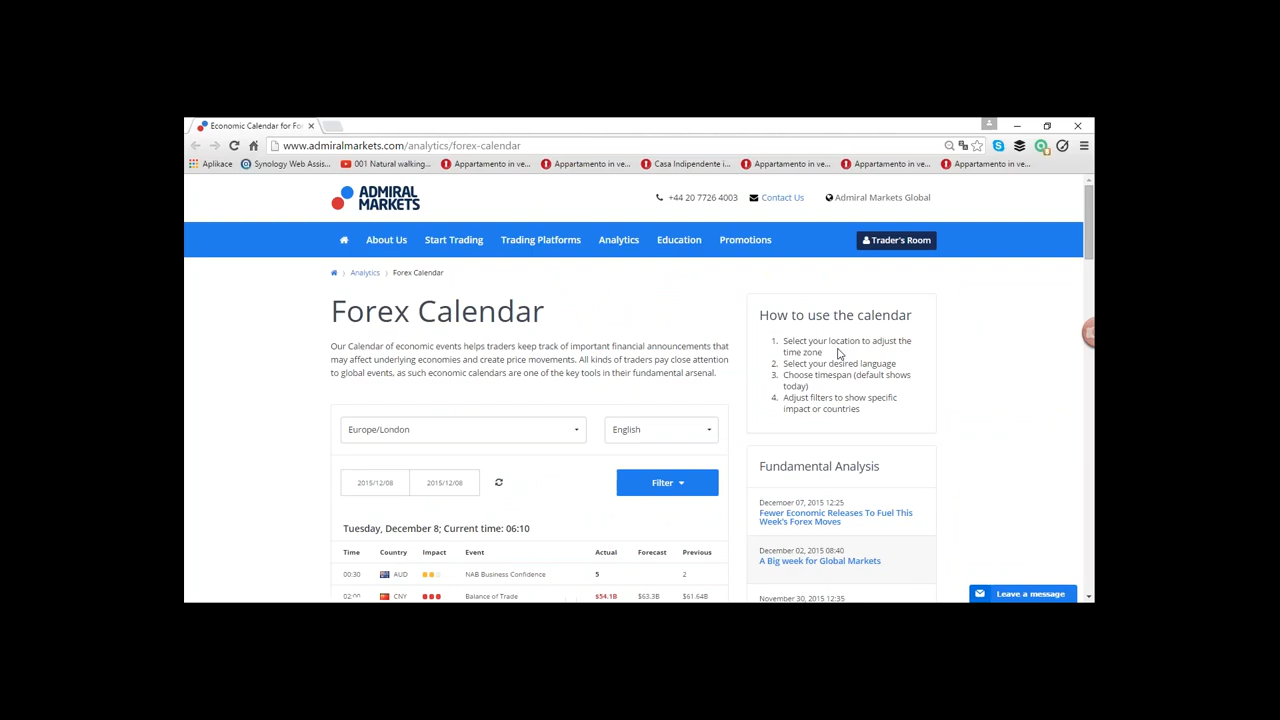 Economic Calendar for Fo
www.admiralmarkets.com/analytics/forex-calendar
Aplikace Synology Web Assis... 001 Natural walking... Appartamento in ve... Appartamento in ve... Casa Indipendente i... Appartamento in ve... Appartamento in ve... Appartamento in ve...
ADMIRAL MARKETS
+44 20 7726 4003 Contact Us Admiral Markets Global
About Us Start Trading Trading Platforms Analytics Education Promotions Trader's Room
Analytics Forex Calendar
Forex Calendar
Our Calendar of economic events helps traders keep track of important financial announcements that
may affect underlying economies and create price movements. All kinds of traders pay close attention
to global events, as such economic calendars are one of the key tools in their fundamental arsenal.
Europe/London English
2015/12/08 2015/12/08 Filter
Tuesday, December 8; Current time: 06:10
Time Country Impact Event Actual Forecast Previous
00:30 AUD NAB Business Confidence 5 2
02:00 CNY Balance of Trade $54.1B $63.3B $61.64B
How to use the calendar
1. Select your location to adjust the
time zone
2. Select your desired language
3. Choose timespan (default shows
today)
4. Adjust filters to show specific
impact or countries
Fundamental Analysis
December 07, 2015 12:25
Fewer Economic Releases To Fuel This
Week's Forex Moves
December 02, 2015 08:40
A Big week for Global Markets
November 30, 2015 12:35
Leave a message